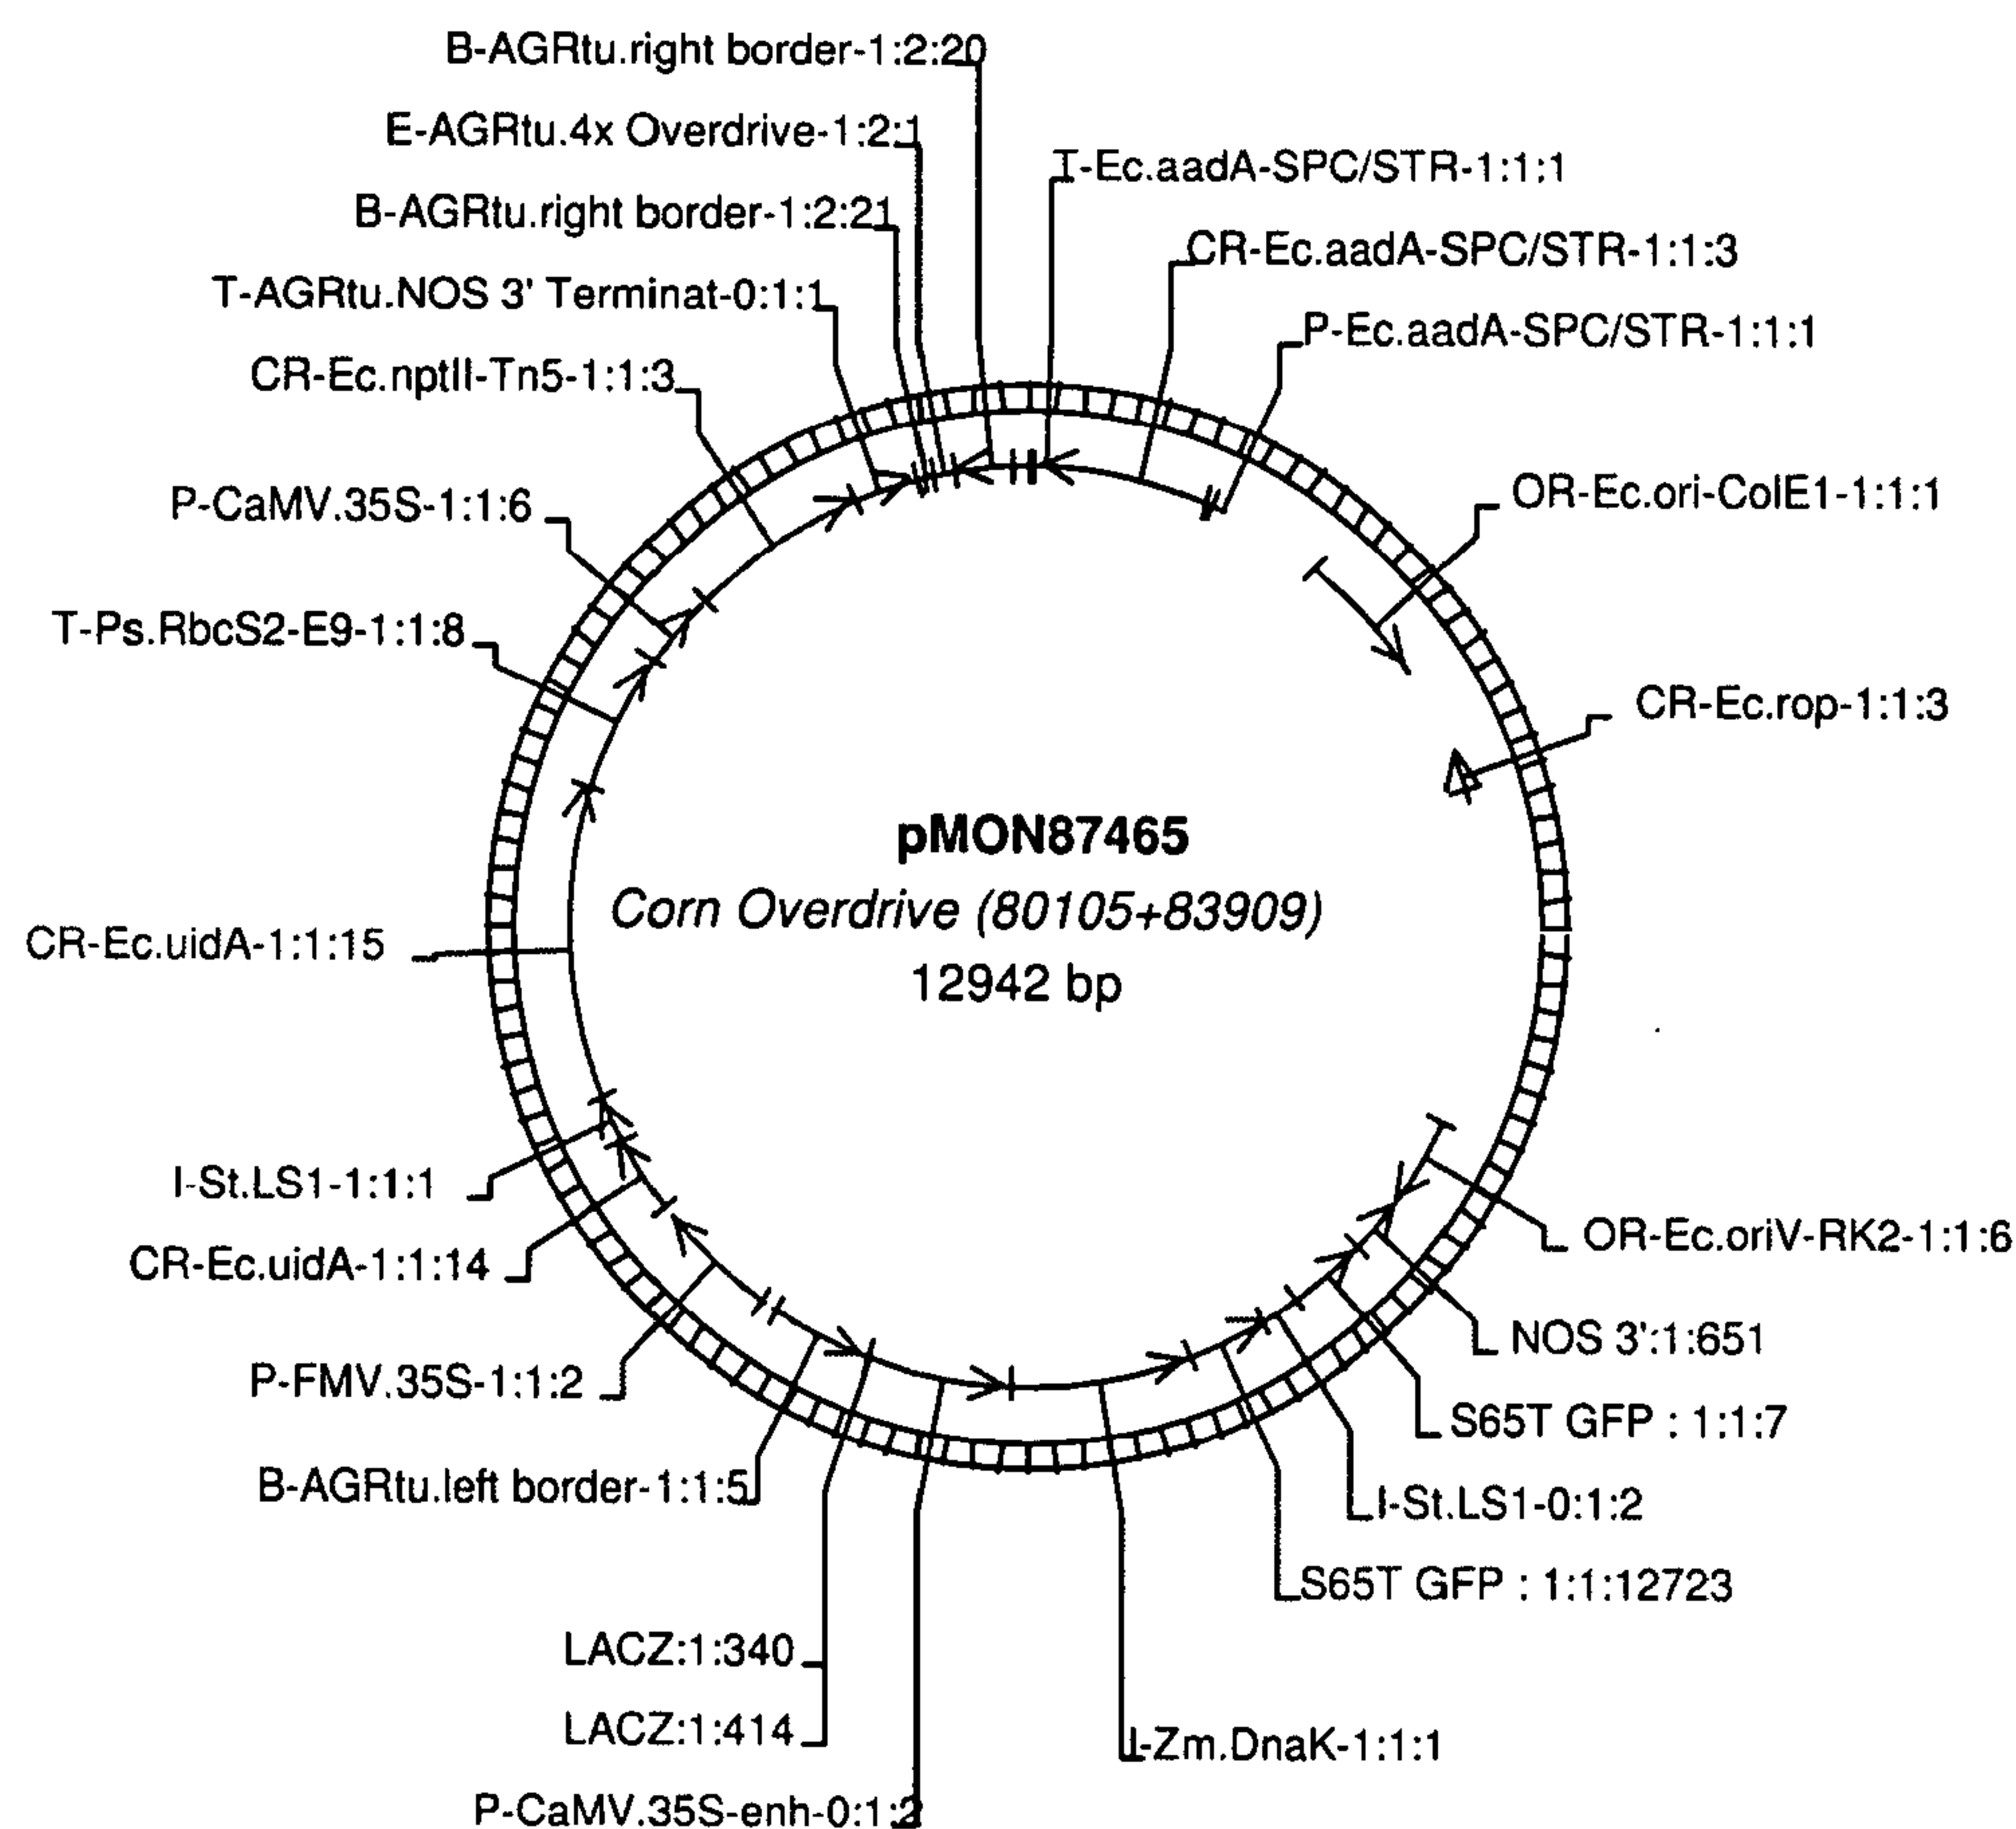 B-AGRtu.right border-1:2:20
E-AGRtu.4x Overdrive-1:2:1
B-AGRtu.right border-1:2:21
T-AGRtu.NOS 3' Terminat-0:1:1
CR-Ec.nptII-Tn5-1:1:3
P-CaMV.35S-1:1:6
T-Ps.RbcS2-E9-1:1:8
CR-Ec.uidA-1:1:15
I-St.LS1-1:1:1
CR-Ec.uidA-1:1:14
P-FMV.35S-1:1:2
B-AGRtu.left border-1:1:5
LACZ:1:340
LACZ:1:414
P-CaMV.35S-enh-0:1:2
T-Ec.aadA-SPC/STR-1:1:1
CR-Ec.aadA-SPC/STR-1:1:3
P-Ec.aadA-SPC/STR-1:1:1
OR-Ec.ori-ColE1-1:1:1
CR-Ec.rop-1:1:3
pMON87465
Corn Overdrive (80105+83909)
12942 bp
OR-Ec.oriV-RK2-1:1:6
NOS 3':1:651
S65T GFP : 1:1:7
I-St.LS1-0:1:2
S65T GFP : 1:1:12723
I-Zm.DnaK-1:1:1